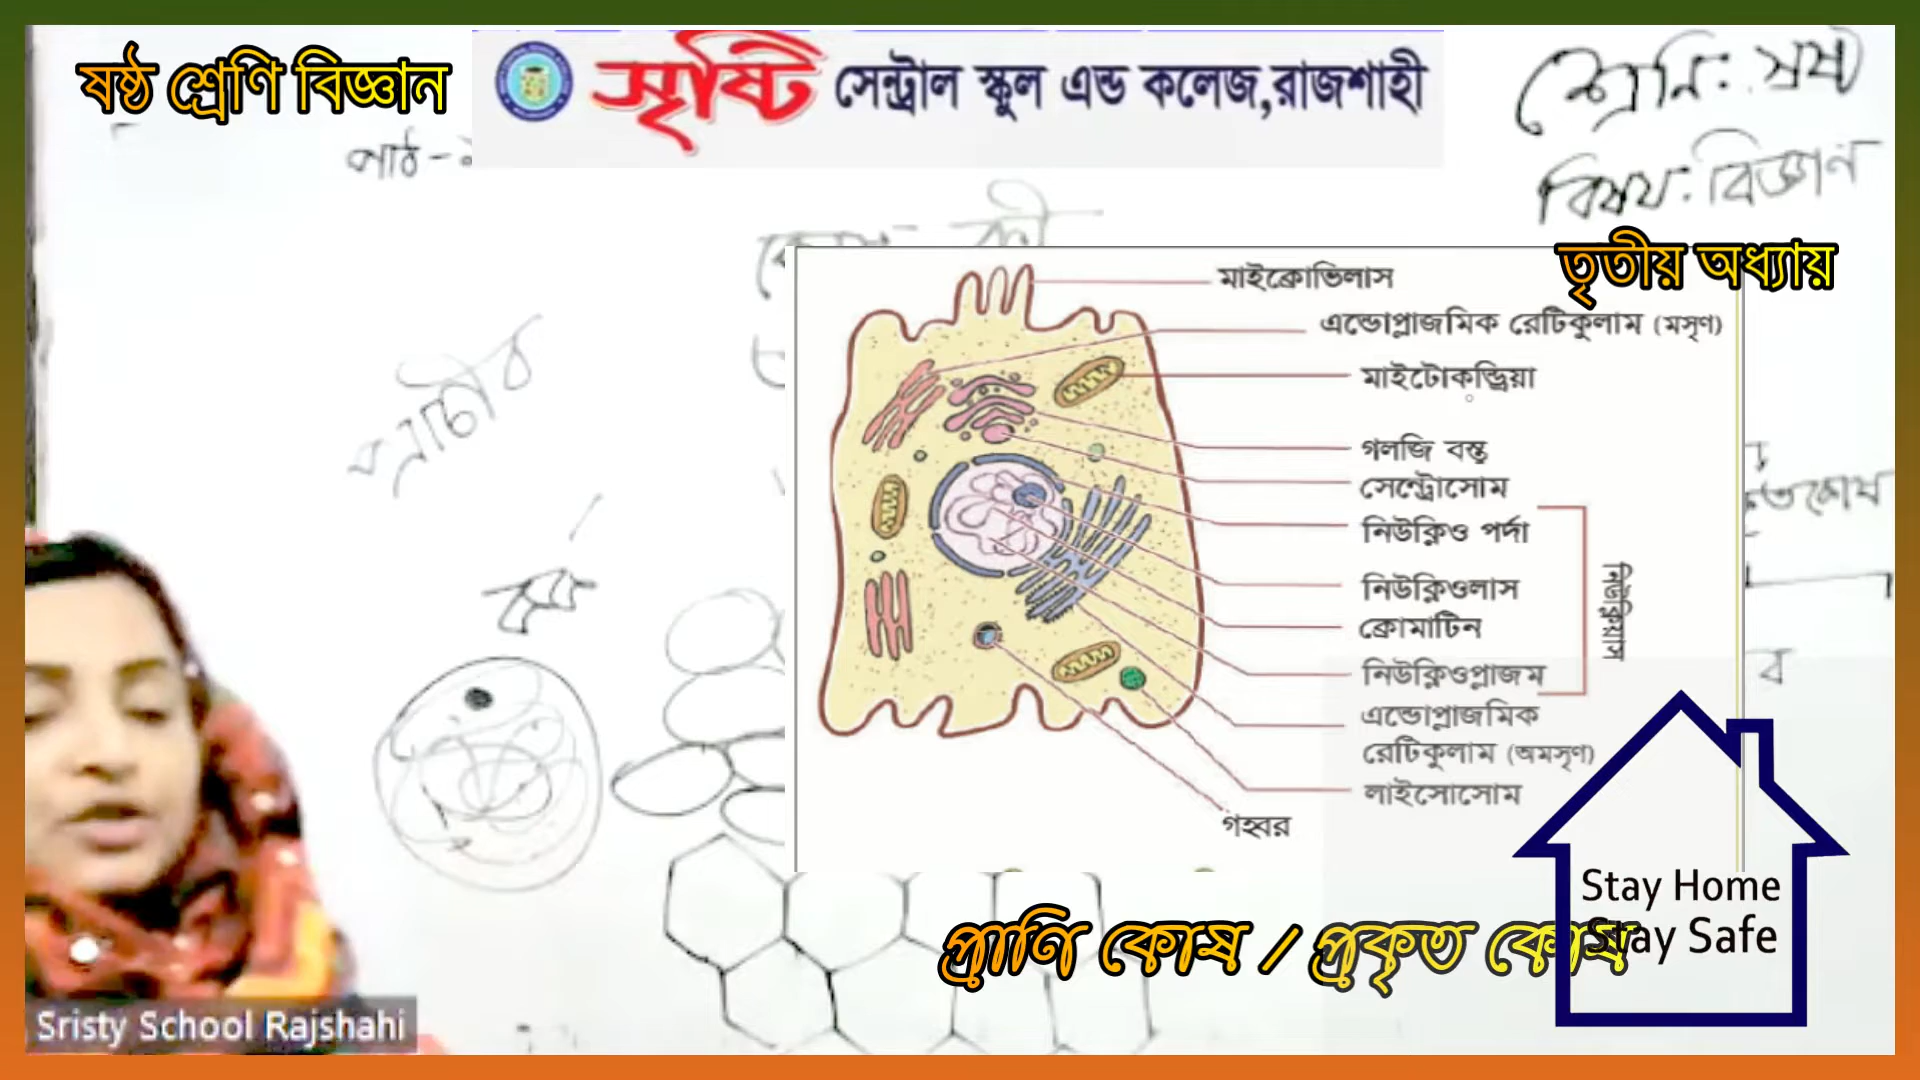 ষষ্ঠ শ্রেণি বিজ্ঞান
সৃষ্টি সেন্ট্রাল স্কুল এন্ড কলেজ,রাজশাহী
শ্রেণি: ষষ্ঠ
বিষয়: বিজ্ঞান
পাঠ-
তৃতীয় অধ্যায়
কী
প্রাচীর
মাইক্রোভিলাস
এন্ডোপ্লাজমিক রেটিকুলাম (মসৃণ)
মাইটোকন্ড্রিয়া
গলজি বস্তু
সেন্ট্রোসোম
নিউক্লিও পর্দা
নিউক্লিওলাস
ক্রোমাটিন
নিউক্লিওপ্লাজম
নিউক্লিয়াস
এন্ডোপ্লাজমিক
রেটিকুলাম (অমসৃণ)
লাইসোসোম
গহ্বর
প্রাণি কোষ / প্রকৃত কোষ
Stay Home
Stay Safe
Sristy School Rajshahi